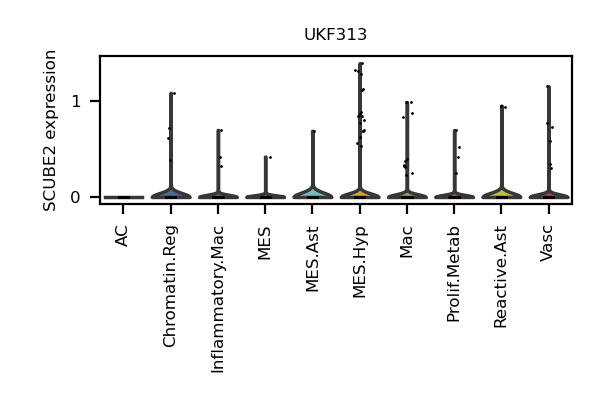 UKF313
SCUBE2 expression
1
0
AC
Chromatin.Reg
Inflammatory.Mac
MES
MES.Ast
MES.Hyp
Mac
Prolif.Metab
Reactive.Ast
Vasc